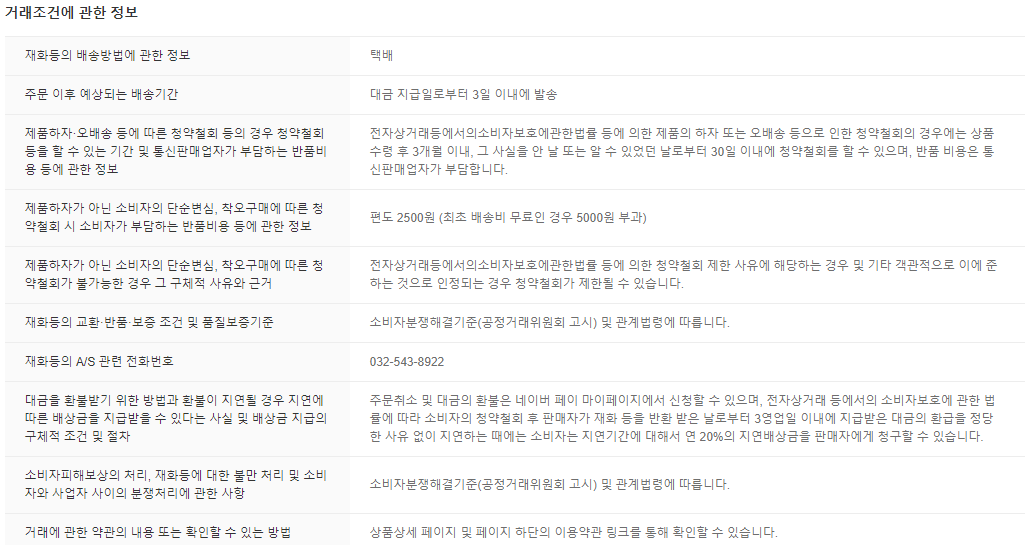 거래조건에 관한 정보
재화등의 배송방법에 관한 정보
택배
주문 이후 예상되는 배송기간
대금 지급일로부터 3일 이내에 발송
제품하자·오배송 등에 따른 청약철회 등의 경우 청약철회
등을 할 수 있는 기간 및 통신판매업자가 부담하는 반품비
용 등에 관한 정보
전자상거래등에서의소비자보호에관한법률 등에 의한 제품의 하자 또는 오배송 등으로 인한 청약철회의 경우에는 상품
수령 후 3개월 이내, 그 사실을 안 날 또는 알 수 있었던 날로부터 30일 이내에 청약철회를 할 수 있으며, 반품 비용은 통
신판매업자가 부담합니다.
제품하자가 아닌 소비자의 단순변심, 착오구매에 따른 청
약철회 시 소비자가 부담하는 반품비용 등에 관한 정보
편도 2500원 (최초 배송비 무료인 경우 5000원 부과)
제품하자가 아닌 소비자의 단순변심, 착오구매에 따른 청
약철회가 불가능한 경우 그 구체적 사유와 근거
전자상거래등에서의소비자보호에관한법률 등에 의한 청약철회 제한 사유에 해당하는 경우 및 기타 객관적으로 이에 준
하는 것으로 인정되는 경우 청약철회가 제한될 수 있습니다.
재화등의 교환·반품·보증 조건 및 품질보증기준
소비자분쟁해결기준(공정거래위원회 고시) 및 관계법령에 따릅니다.
재화등의 A/S 관련 전화번호
032-543-8922
대금을 환불받기 위한 방법과 환불이 지연될 경우 지연에
따른 배상금을 지급받을 수 있다는 사실 및 배상금 지급의
구체적 조건 및 절차
주문취소 및 대금의 환불은 네이버 페이 마이페이지에서 신청할 수 있으며, 전자상거래 등에서의 소비자보호에 관한 법
률에 따라 소비자의 청약철회 후 판매자가 재화 등을 반환 받은 날로부터 3영업일 이내에 지급받은 대금의 환급을 정당
한 사유 없이 지연하는 때에는 소비자는 지연기간에 대해서 연 20%의 지연배상금을 판매자에게 청구할 수 있습니다.
소비자피해보상의 처리, 재화등에 대한 불만 처리 및 소비
자와 사업자 사이의 분쟁처리에 관한 사항
소비자분쟁해결기준(공정거래위원회 고시) 및 관계법령에 따릅니다.
거래에 관한 약관의 내용 또는 확인할 수 있는 방법
상품상세 페이지 및 페이지 하단의 이용약관 링크를 통해 확인할 수 있습니다.